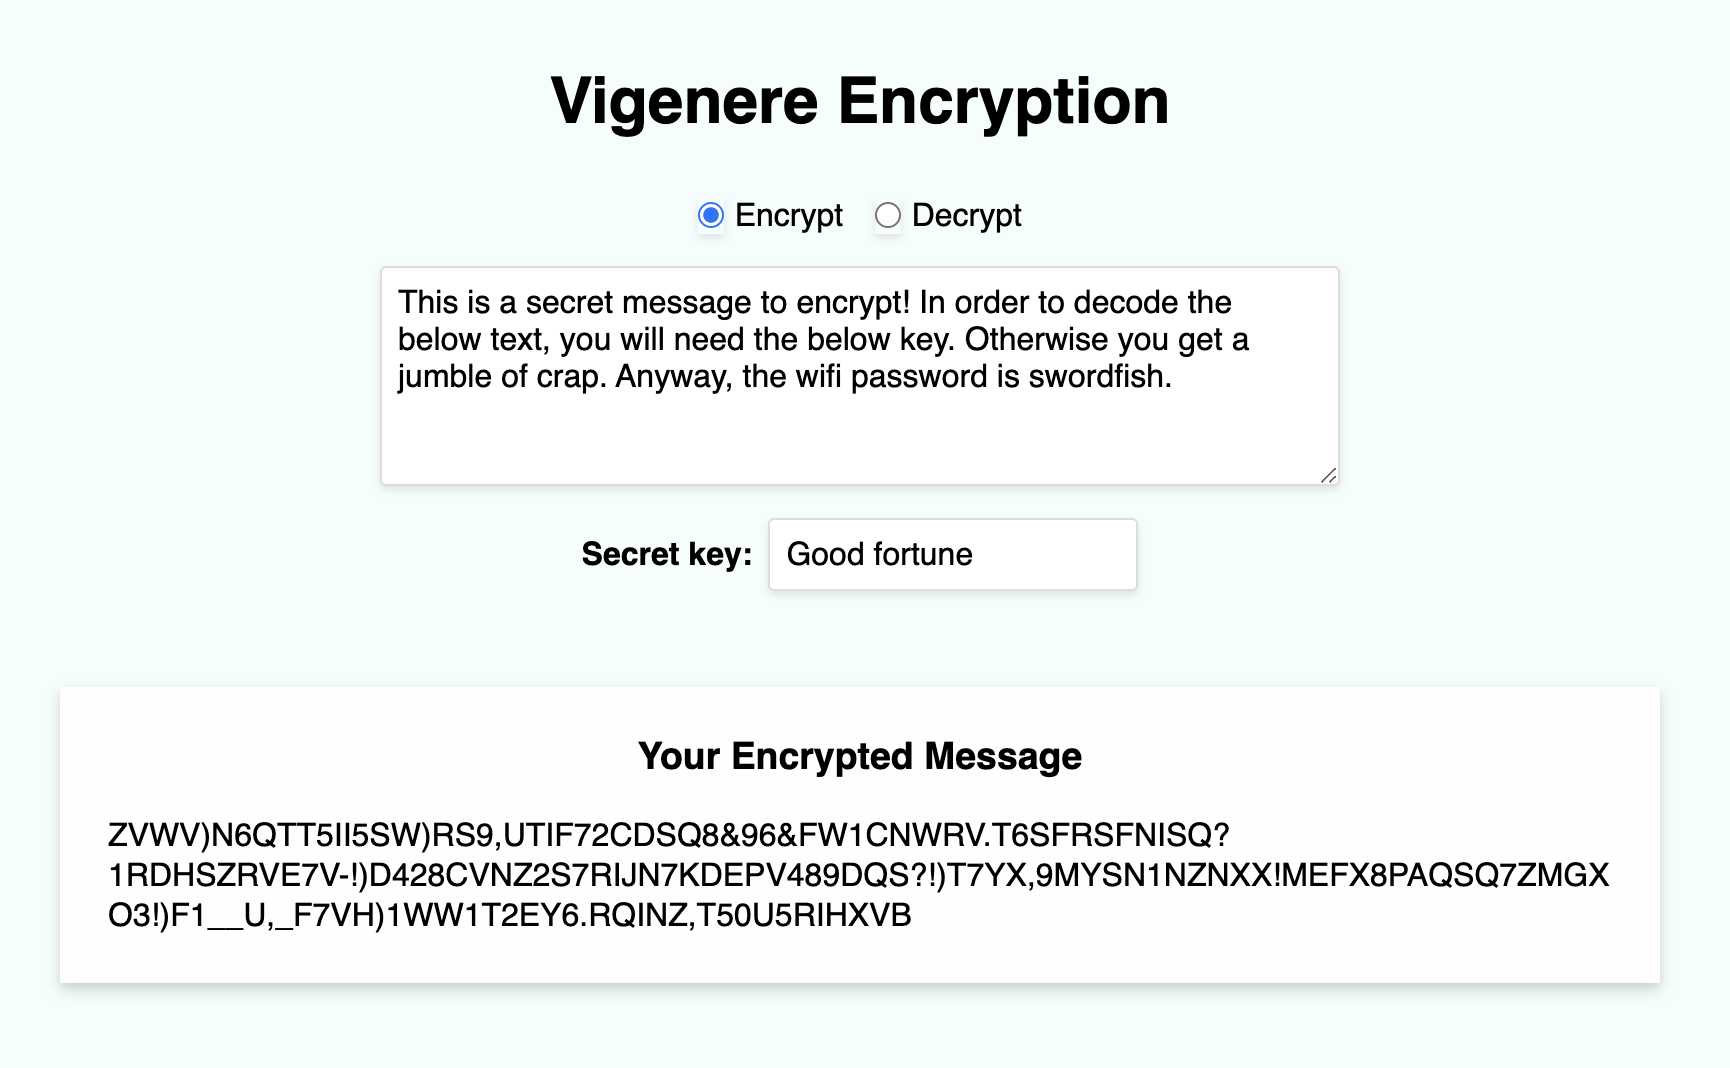 Vigenere Encryption
Encrypt Decrypt
This is a secret message to encrypt! In order to decode the
below text, you will need the below key. Otherwise you get a
jumble of crap. Anyway, the wifi password is swordfish.
Secret key: Good fortune
Your Encrypted Message
ZVWV)N6QTT5II5SW)RS9,UTIF72CDSQ8&96&FW1CNWRV.T6SFRSFNISQ?
1RDHSZRVE7V-!)D428CVNZ2S7RIJN7KDEPV489DQS?!)T7YX,9MYSN1NZNXX!MEFX8PAQSQ7ZMGX
O3!)F1__U,_F7VH)1WW1T2EY6.RQINZ,T50U5RIHXVB